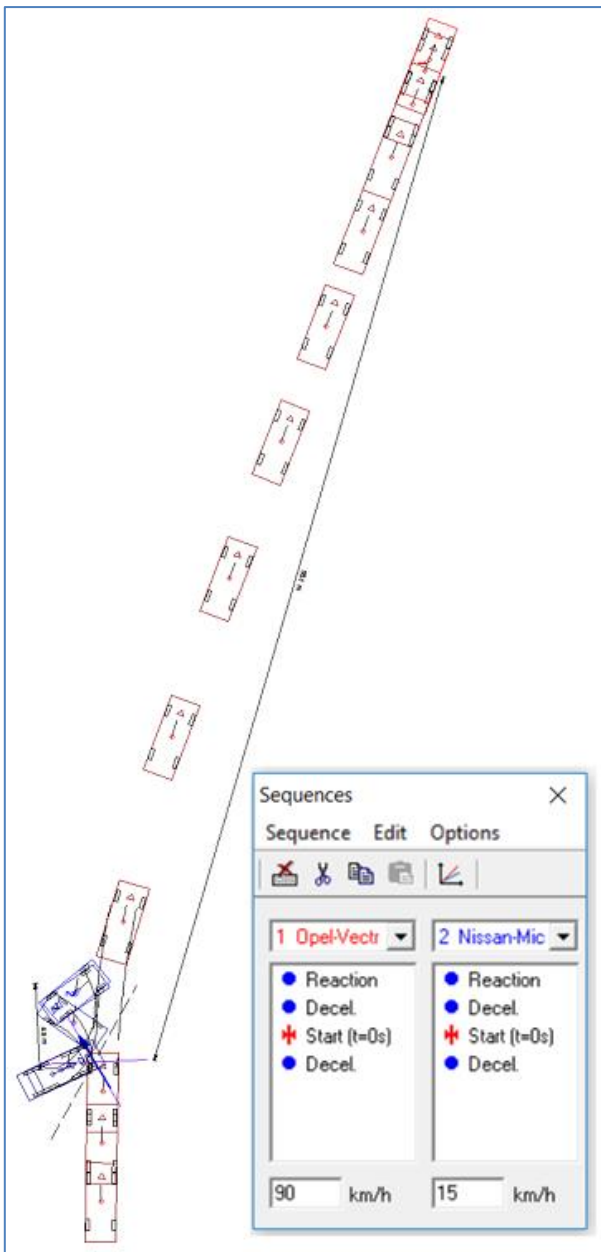 Sequences
Sequence Edit Options
1 Opel-Vectr 2 Nissan-Mic
Reaction Reaction
Decel. Decel.
Start (t=0s) Start (t=0s)
Decel. Decel.
90 km/h 15 km/h